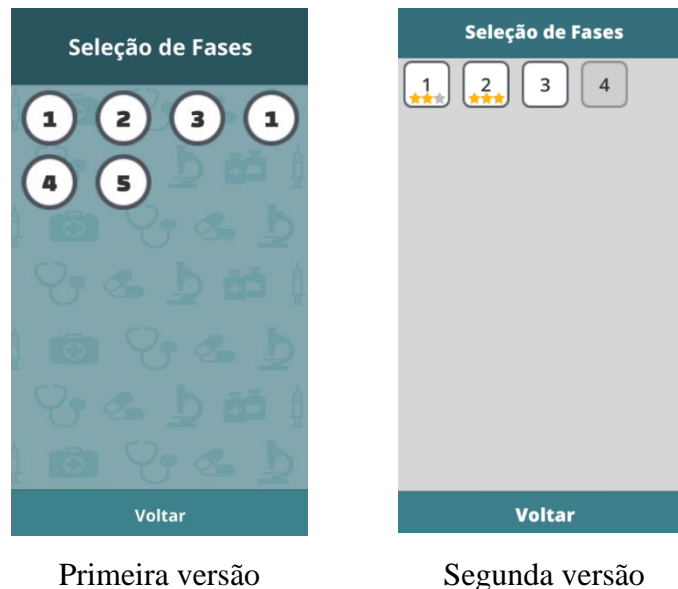 Seleção de Fases
1 2 3 1
4 5
Voltar
Primeira versão
Seleção de Fases
1 2 3 4
Voltar
Segunda versão